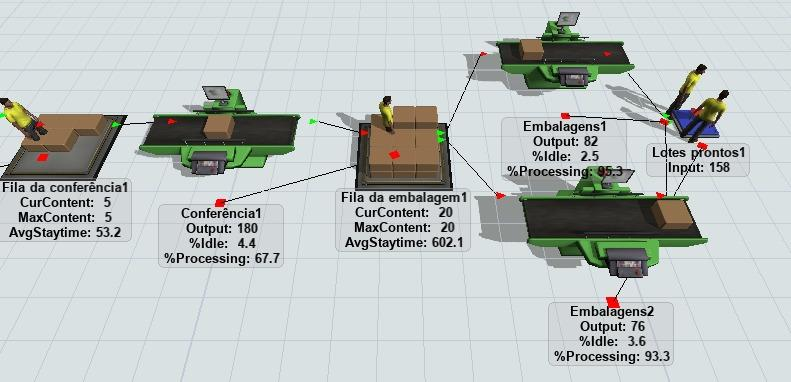 Fila da conferência1
CurContent: 5
MaxContent: 5
AvgStaytime: 53.2
Conferência1
Output: 180
%Idle: 4.4
%Processing: 67.7
Fila da embalagem1
CurContent: 20
MaxContent: 20
AvgStaytime: 602.1
Embalagens1
Output: 82
%Idle: 2.5
%Processing: 95.3
Lotes prontos1
Input: 158
Embalagens2
Output: 76
%Idle: 3.6
%Processing: 93.3